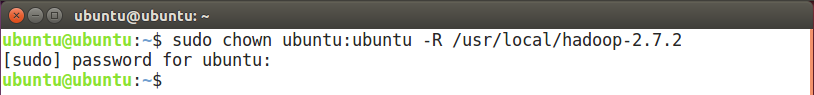 ubuntu@ubuntu: ~
ubuntu@ubuntu:~$ sudo chown ubuntu:ubuntu -R /usr/local/hadoop-2.7.2
[sudo] password for ubuntu:
ubuntu@ubuntu:~$